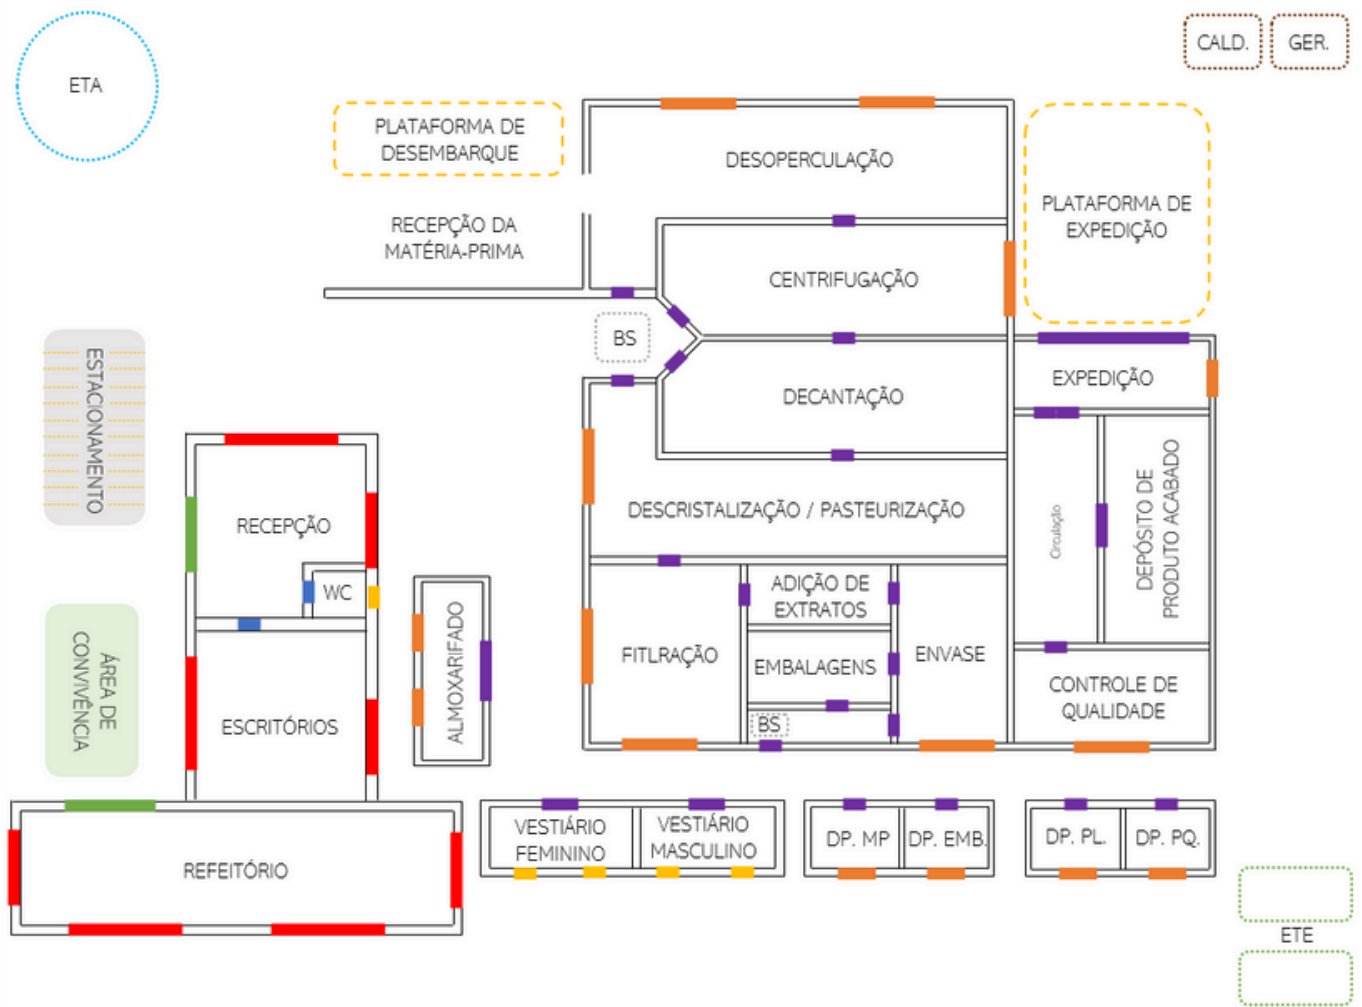 CALD.
GER.
ETA
PLATAFORMA DE
DESEMBARQUE
DESOPERCULAÇÃO
RECEPÇÃO DA
MATÉRIA-PRIMA
PLATAFORMA DE
EXPEDIÇÃO
CENTRIFUGAÇÃO
BS
EXPEDIÇÃO
DECANTAÇÃO
ESTACIONAMENTO
DESCRISTALIZAÇÃO / PASTEURIZAÇÃO
Circulação
DEPÓSITO DE
PRODUTO ACABADO
RECEPÇÃO
WC
ADIÇÃO DE
EXTRATOS
FITLRAÇÃO
EMBALAGENS
ENVASE
BS
CONTROLE DE
QUALIDADE
ALMOXARIFADO
ÁREA DE
CONVIVÊNCIA
ESCRITÓRIOS
VESTIÁRIO
FEMININO
VESTIÁRIO
MASCULINO
DP. MP
DP. EMB.
DP. PL.
DP. PQ.
REFEITÓRIO
ETE